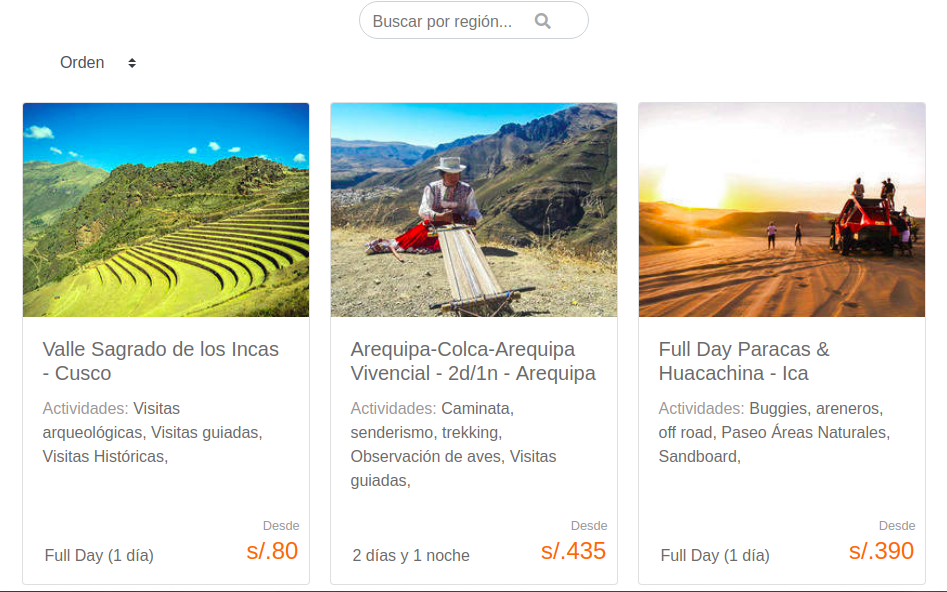 Buscar por región...
Orden
Valle Sagrado de los Incas
- Cusco
Actividades: Visitas
arqueológicas, Visitas guiadas,
Visitas Históricas,
Desde
Full Day (1 día) s/.80
Arequipa-Colca-Arequipa
Vivencial - 2d/1n - Arequipa
Actividades: Caminata,
senderismo, trekking,
Observación de aves, Visitas
guiadas,
Desde
2 días y 1 noche s/.435
Full Day Paracas &
Huacachina - Ica
Actividades: Buggies, areneros,
off road, Paseo Áreas Naturales,
Sandboard,
Desde
Full Day (1 día) s/.390